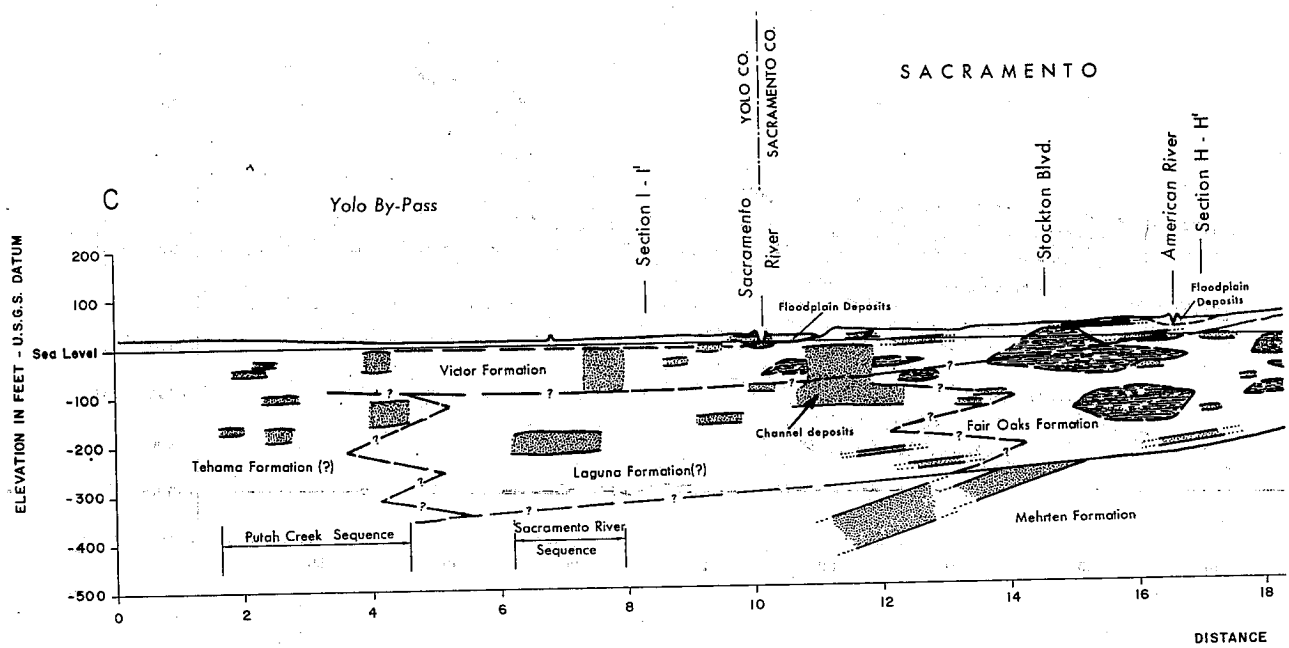 SACRAMENTO
YOLO CO.
SACRAMENTO CO.
C
Yolo By-Pass
Section I - I'
Sacramento
River
Stockton Blvd.
American River
Section H - H'
Floodplain Deposits
Floodplain
Deposits
ELEVATION IN FEET - U.S.G.S. DATUM
200
100
Sea Level
-100
-200
-300
-400
-500
Victor Formation
?
?
?
?
?
?
?
?
?
?
?
?
?
?
Channel deposits
Fair Oaks Formation
Tehama Formation (?)
Laguna Formation(?)
Mehrten Formation
Putah Creek Sequence
Sacramento River
Sequence
0
2
4
6
8
10
12
14
16
18
DISTANCE